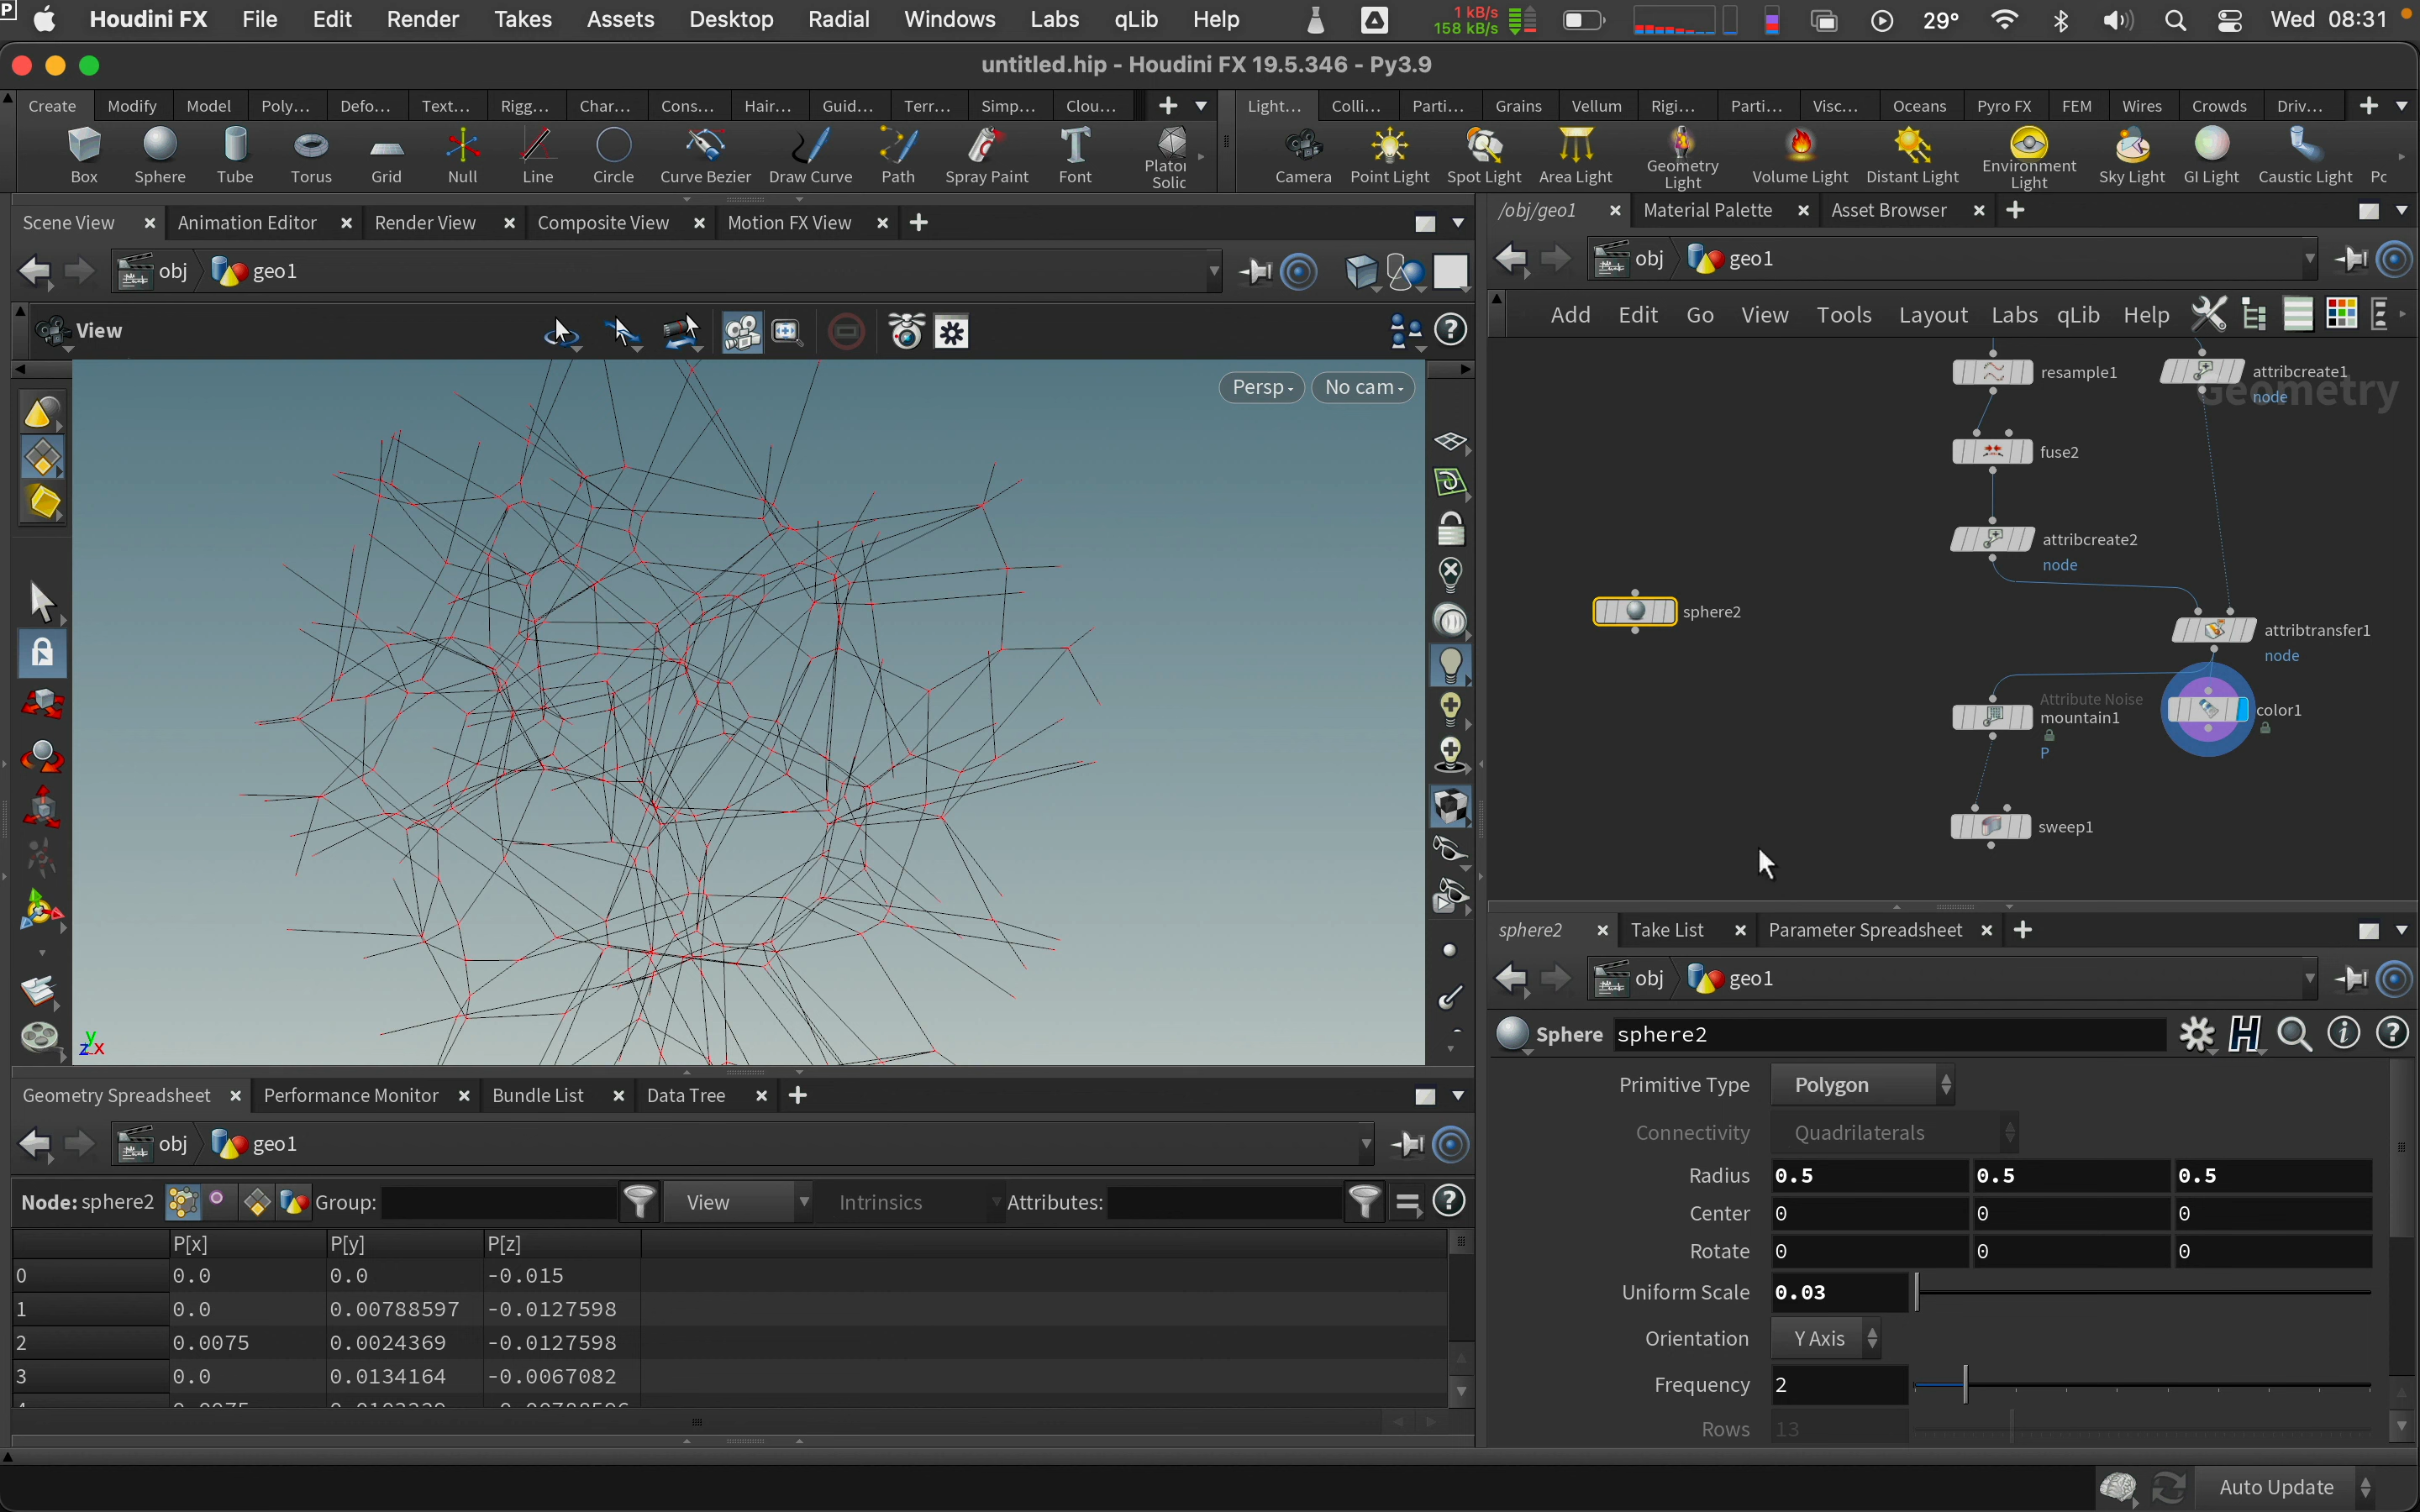 P
Houdini FX File Edit Render Takes Assets Desktop Radial Windows Labs qLib Help
1 kB/s
158 kB/s
29°
Wed 08:31
untitled.hip - Houdini FX 19.5.346 - Py3.9
Create Modify Model Poly... Defo... Text... Rigg... Char... Cons... Hair... Guid... Terr... Simp... Clou...
Light... Colli... Parti... Grains Vellum Rigi... Parti... Visc... Oceans Pyro FX FEM Wires Crowds Driv...
Box Sphere Tube Torus Grid Null Line Circle Curve Bezier Draw Curve Path Spray Paint Font
Platoi
Solic
Camera Point Light Spot Light Area Light
Geometry
Light
Volume Light Distant Light
Environment
Light
Sky Light GI Light Caustic Light Pc
Scene View Animation Editor Render View Composite View Motion FX View
obj geo1
View
Persp No cam
z y x
/obj/geo1 Material Palette Asset Browser
obj geo1
Add Edit Go View Tools Layout Labs qLib Help
Geometry
resample1
attribcreate1
node
fuse2
attribcreate2
node
sphere2
attribtransfer1
node
Attribute Noise
mountain1
P
color1
sweep1
Geometry Spreadsheet Performance Monitor Bundle List Data Tree
obj geo1
Node: sphere2 Group: View Intrinsics Attributes:
P[x] P[y] P[z]
0 0.0 0.0 -0.015
1 0.0 0.00788597 -0.0127598
2 0.0075 0.0024369 -0.0127598
3 0.0 0.0134164 -0.0067082
sphere2 Take List Parameter Spreadsheet
obj geo1
Sphere sphere2
Primitive Type Polygon
Connectivity Quadrilaterals
Radius 0.5 0.5 0.5
Center 0 0 0
Rotate 0 0 0
Uniform Scale 0.03
Orientation Y Axis
Frequency 2
Rows 13
Auto Update